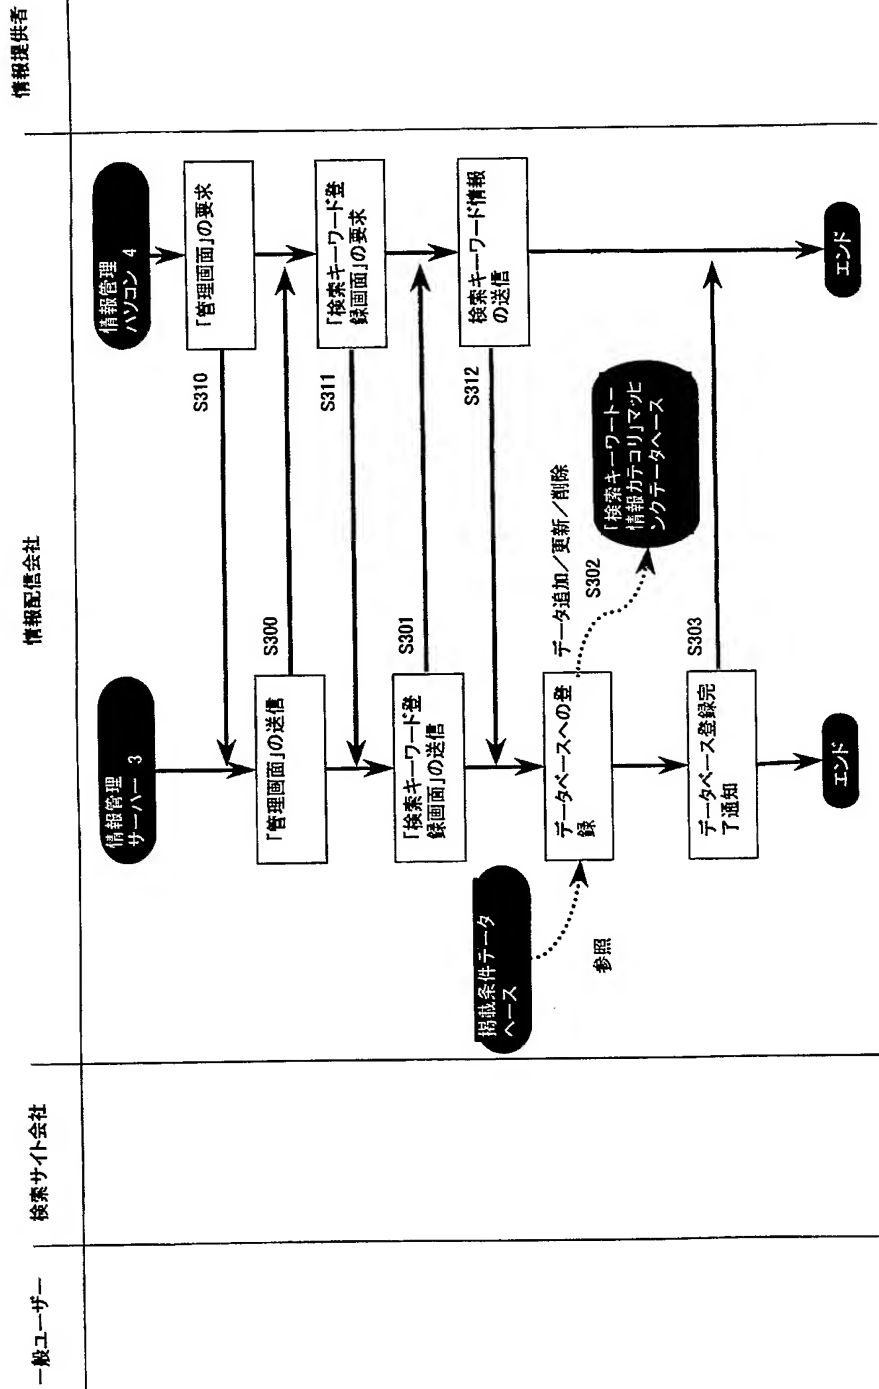 一般ユーザー
検索サイト会社
情報配信会社
情報提供者
情報管理
サーバー 3
情報管理
パソコン 4
「管理画面」の要求
S310
「管理画面」の送信
S300
「検索キーワード登
録画面」の要求
S311
「検索キーワード登
録画面」の送信
S301
検索キーワード情報
の送信
S312
掲載条件データ
ベース
参照
データベースへの登
録
データ追加／更新／削除
S302
「検索キーワードー
情報カテゴリ」マッピ
ングデータベース
データベース登録完
了通知
S303
エンド
エンド